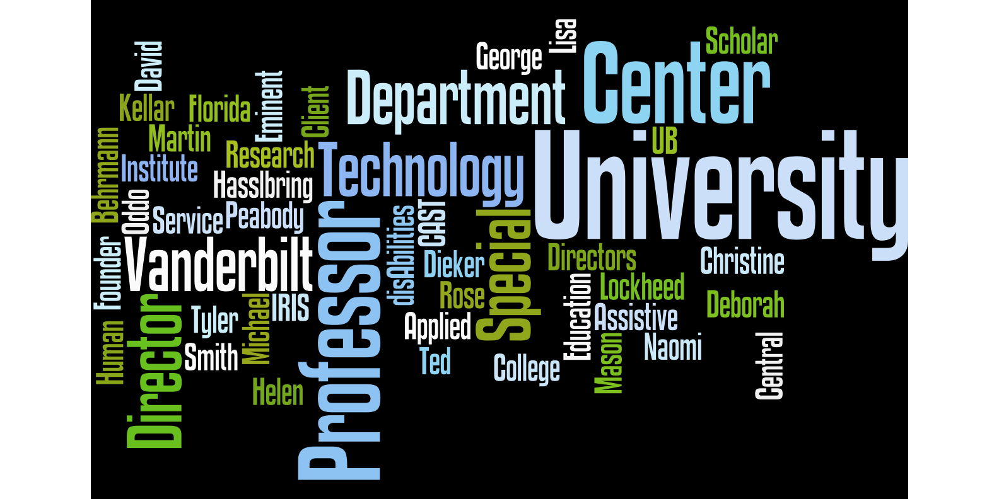 Lisa
Scholar
David
George
Center
Department
Eminent
Client
Kellar
Florida
Martin
Research
UB
University
Behrmann
Institute
Technology
Hasslbring
Oddo
Service
Peabody
Professor
disAbilities
CAST
Special
Founder
Vanderbilt
Dieker
Directors
Christine
Rose
Education
Lockheed
Deborah
Director
Tyler
Michael
IRIS
Applied
Assistive
Human
Smith
Ted
College
Mason
Naomi
Central
Helen